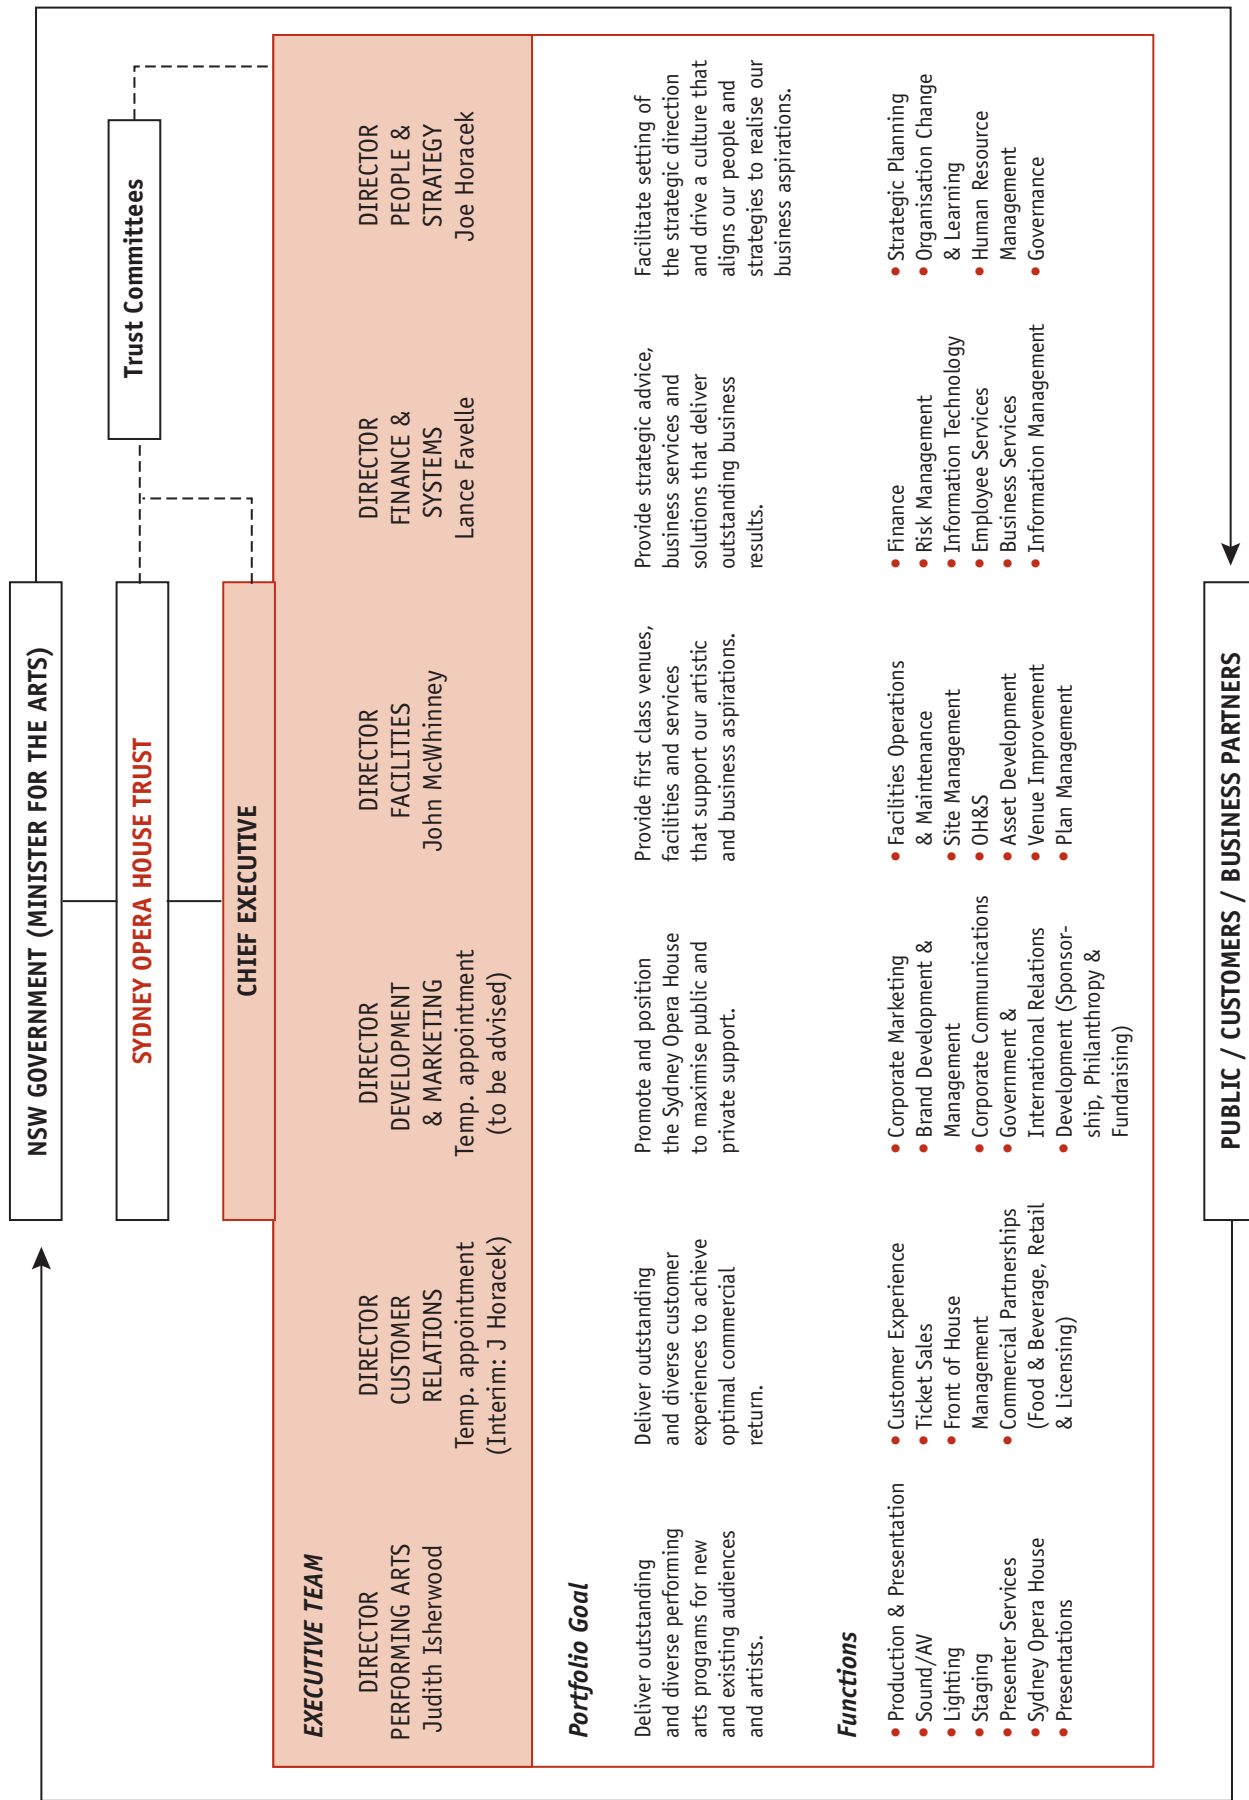 NSW GOVERNMENT (MINISTER FOR THE ARTS)
SYDNEY OPERA HOUSE TRUST
Trust Committees
CHIEF EXECUTIVE
EXECUTIVE TEAM
DIRECTOR
PERFORMING ARTS
Judith Isherwood
DIRECTOR
CUSTOMER
RELATIONS
Temp. appointment
(Interim: J Horacek)
DIRECTOR
DEVELOPMENT
& MARKETING
Temp. appointment
(to be advised)
DIRECTOR
FACILITIES
John McWhinney
DIRECTOR
FINANCE &
SYSTEMS
Lance Favelle
DIRECTOR
PEOPLE &
STRATEGY
Joe Horacek
Portfolio Goal
Deliver outstanding
and diverse performing
arts programs for new
and existing audiences
and artists.
Deliver outstanding
and diverse customer
experiences to achieve
optimal commercial
return.
Promote and position
the Sydney Opera House
to maximise public and
private support.
Provide first class venues,
facilities and services
that support our artistic
and business aspirations.
Provide strategic advice,
business services and
solutions that deliver
outstanding business
results.
Facilitate setting of
the strategic direction
and drive a culture that
aligns our people and
strategies to realise our
business aspirations.
Functions
• Production & Presentation
• Sound/AV
• Lighting
• Staging
• Presenter Services
• Sydney Opera House
• Presentations
• Customer Experience
• Ticket Sales
• Front of House
Management
• Commercial Partnerships
(Food & Beverage, Retail
& Licensing)
• Corporate Marketing
• Brand Development &
Management
• Corporate Communications
• Government &
International Relations
• Development (Sponsor-
ship, Philanthropy &
Fundraising)
• Facilities Operations
& Maintenance
• Site Management
• OH&S
• Asset Development
• Venue Improvement
• Plan Management
• Finance
• Risk Management
• Information Technology
• Employee Services
• Business Services
• Information Management
• Strategic Planning
• Organisation Change
& Learning
• Human Resource
Management
• Governance
PUBLIC / CUSTOMERS / BUSINESS PARTNERS